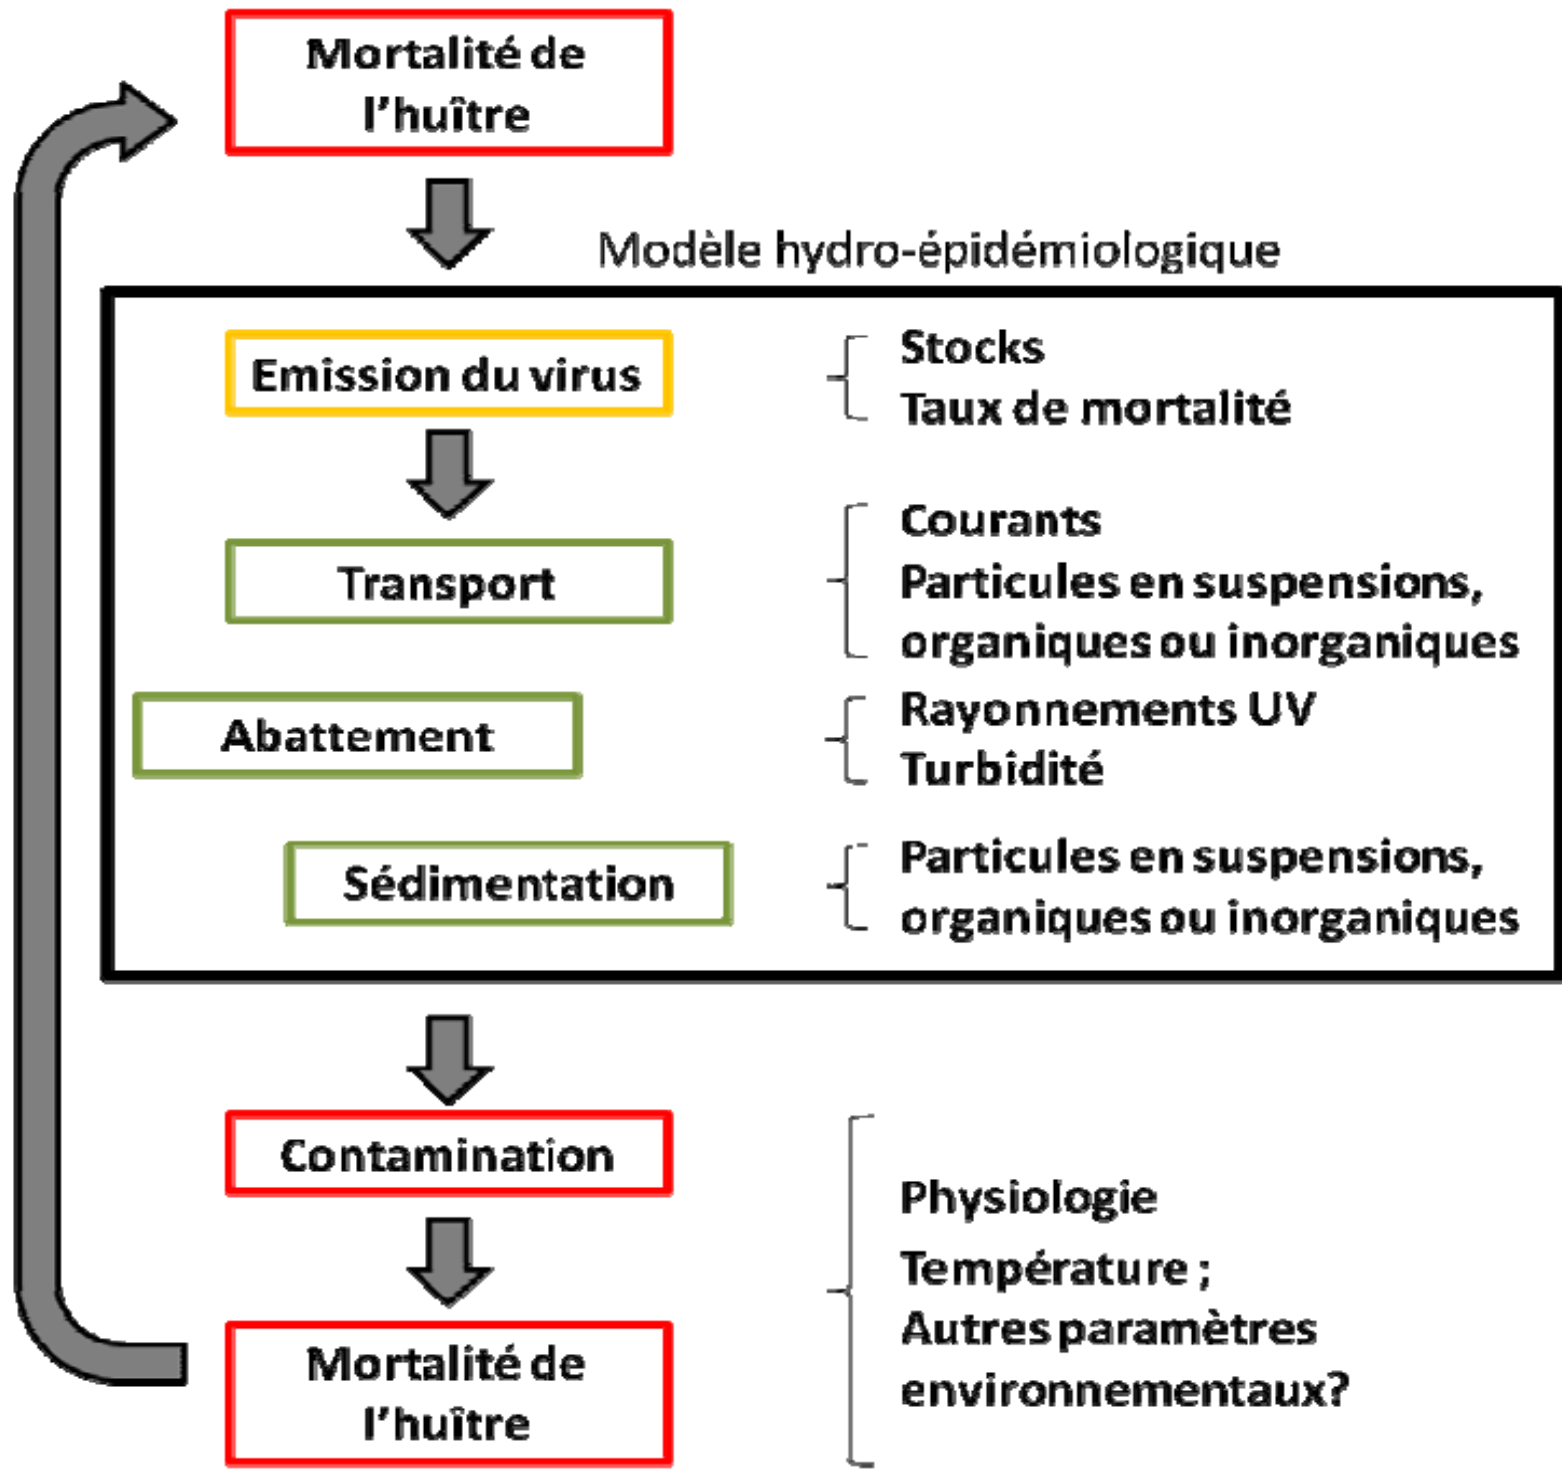 Mortalité de
l'huître
Modèle hydro-épidémiologique
Emission du virus
Stocks
Taux de mortalité
Transport
Courants
Particules en suspensions,
organiques ou inorganiques
Abattement
Rayonnements UV
Turbidité
Sédimentation
Particules en suspensions,
organiques ou inorganiques
Contamination
Mortalité de
l'huître
Physiologie
Température ;
Autres paramètres
environnementaux?